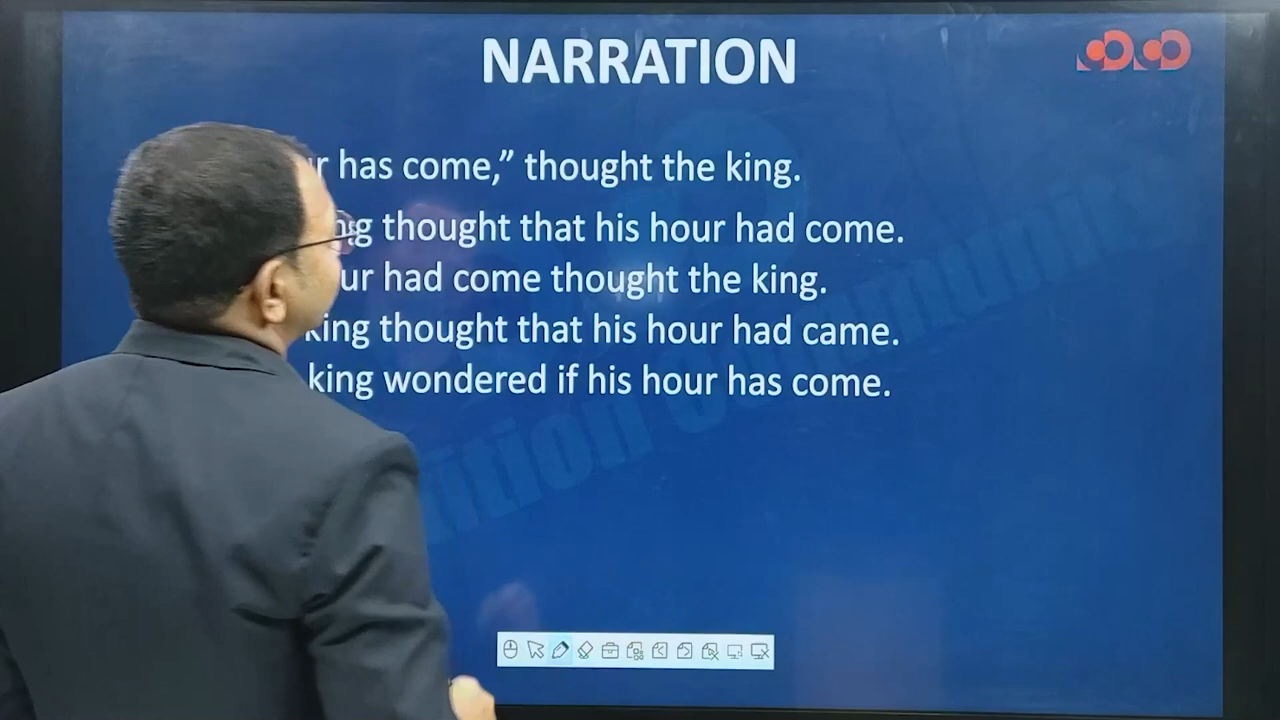 NARRATION
has come,” thought the king.
thought that his hour had come.
had come thought the king.
king thought that his hour had came.
king wondered if his hour has come.